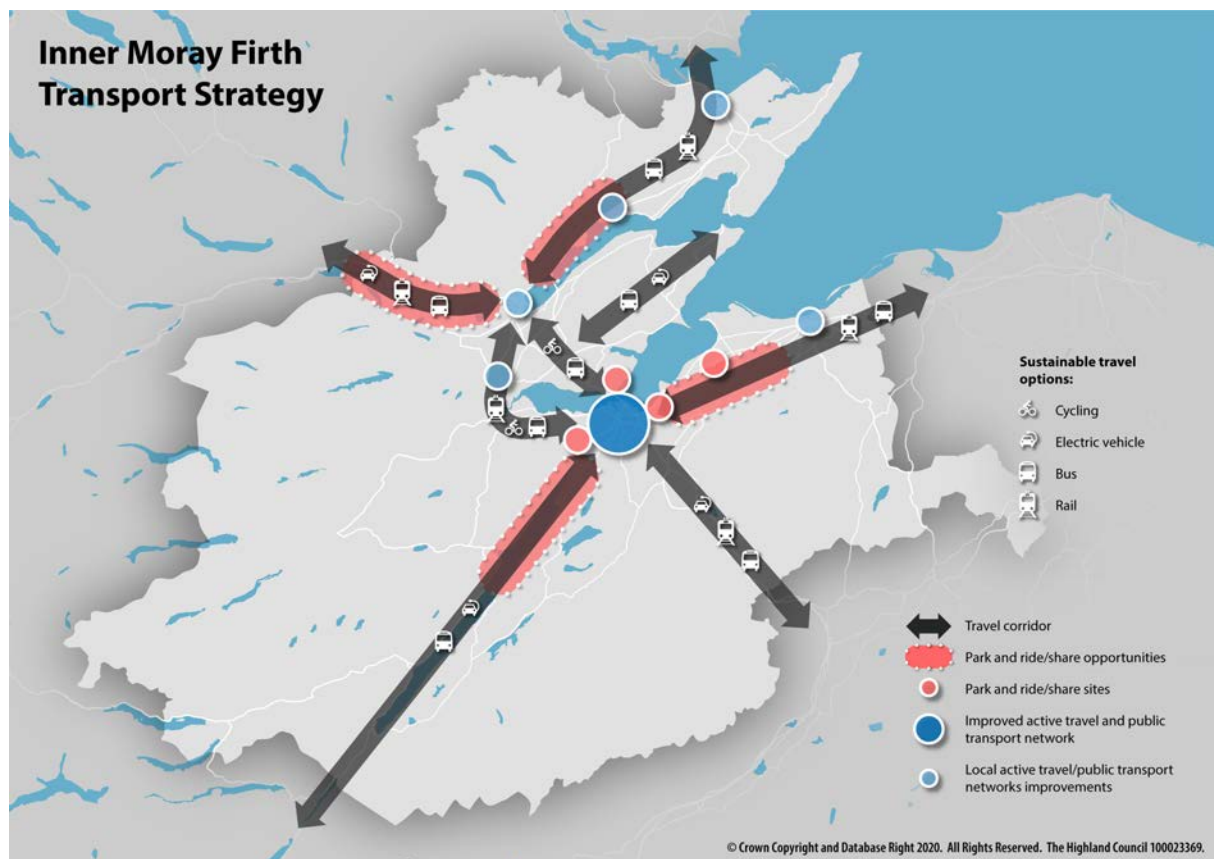 Inner Moray Firth
Transport Strategy
Sustainable travel
options:
Cycling
Electric vehicle
Bus
Rail
Travel corridor
Park and ride/share opportunities
Park and ride/share sites
Improved active travel and public
transport network
Local active travel/public transport
networks improvements
© Crown Copyright and Database Right 2020. All Rights Reserved. The Highland Council 100023369.